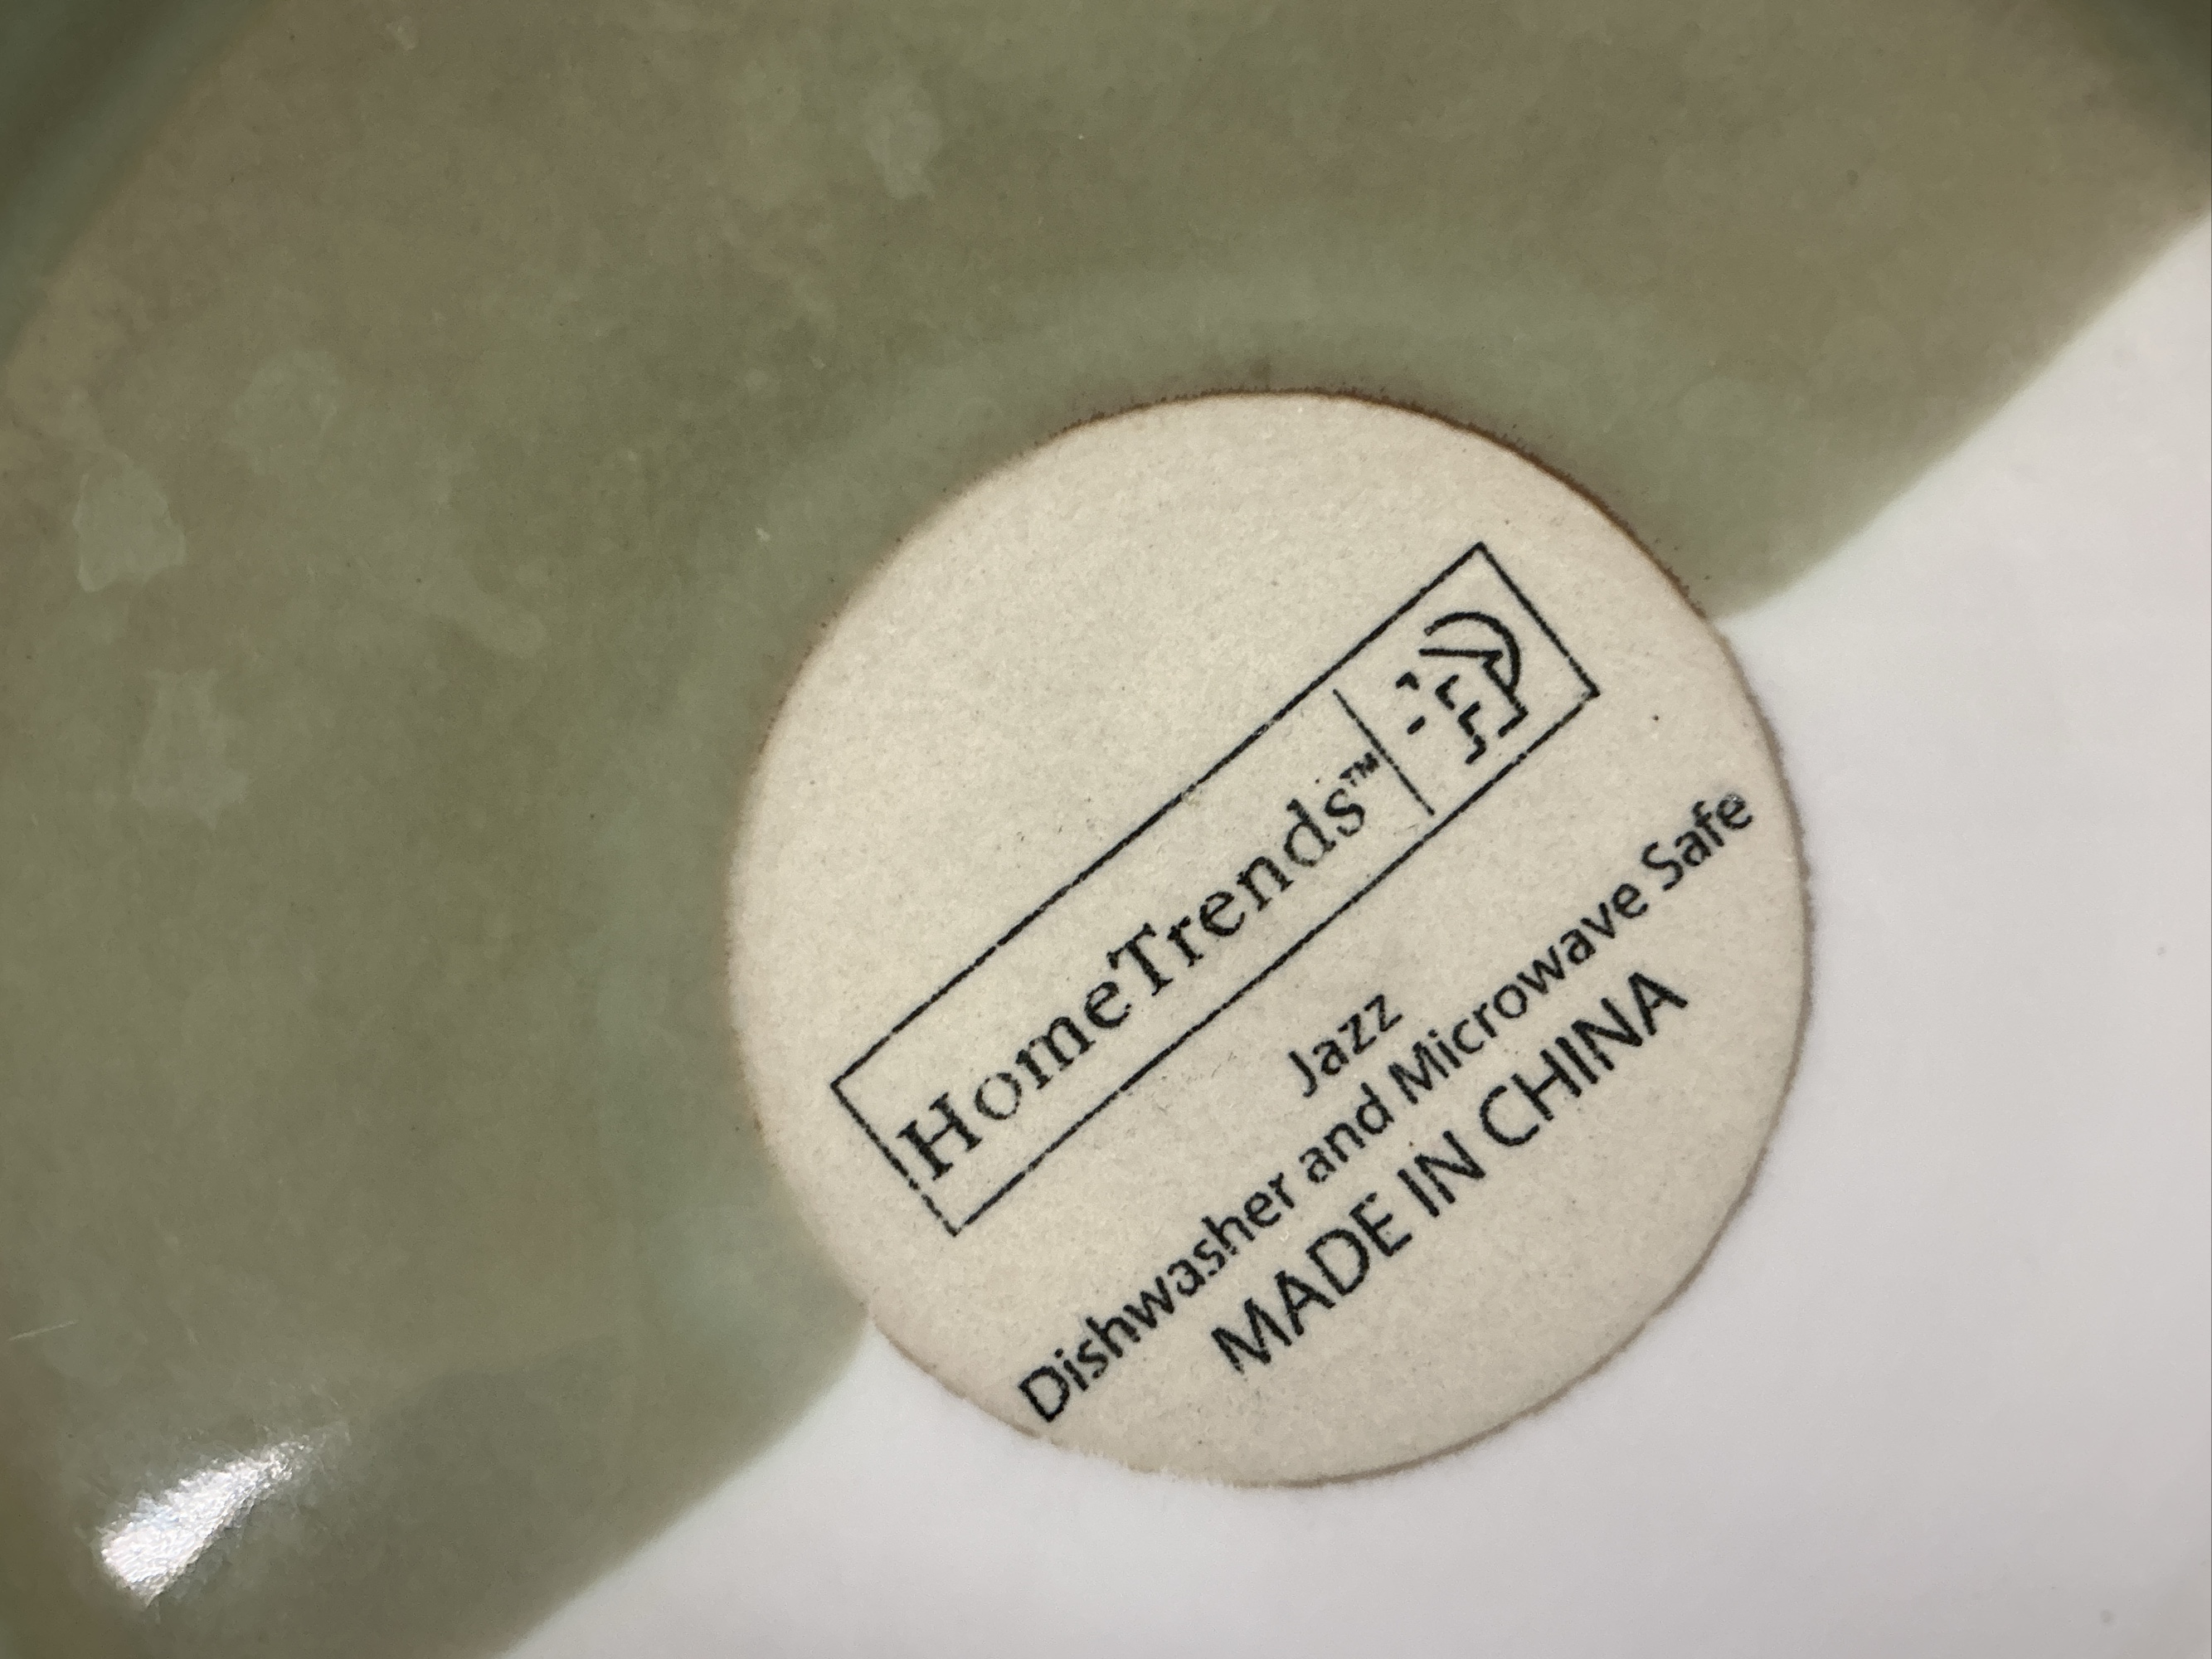 HomeTrends™
Jazz
Dishwasher and Microwave Safe
MADE IN CHINA